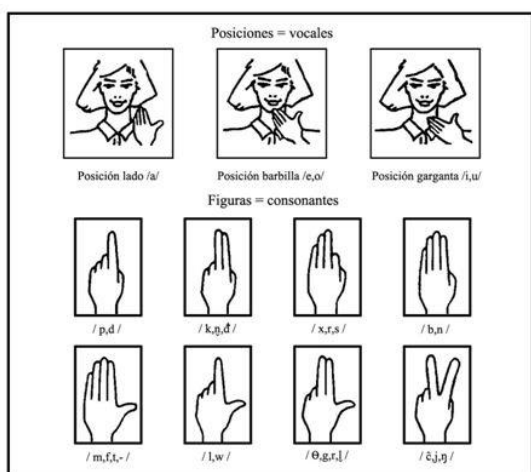 Posiciones = vocales
Posición lado /a/
Posición barbilla /e,o/
Posición garganta /i,u/
Figuras = consonantes
/ p,d /
/ x,r,s /
/ b,n /
/ m,f,t,- /
/ l,w /